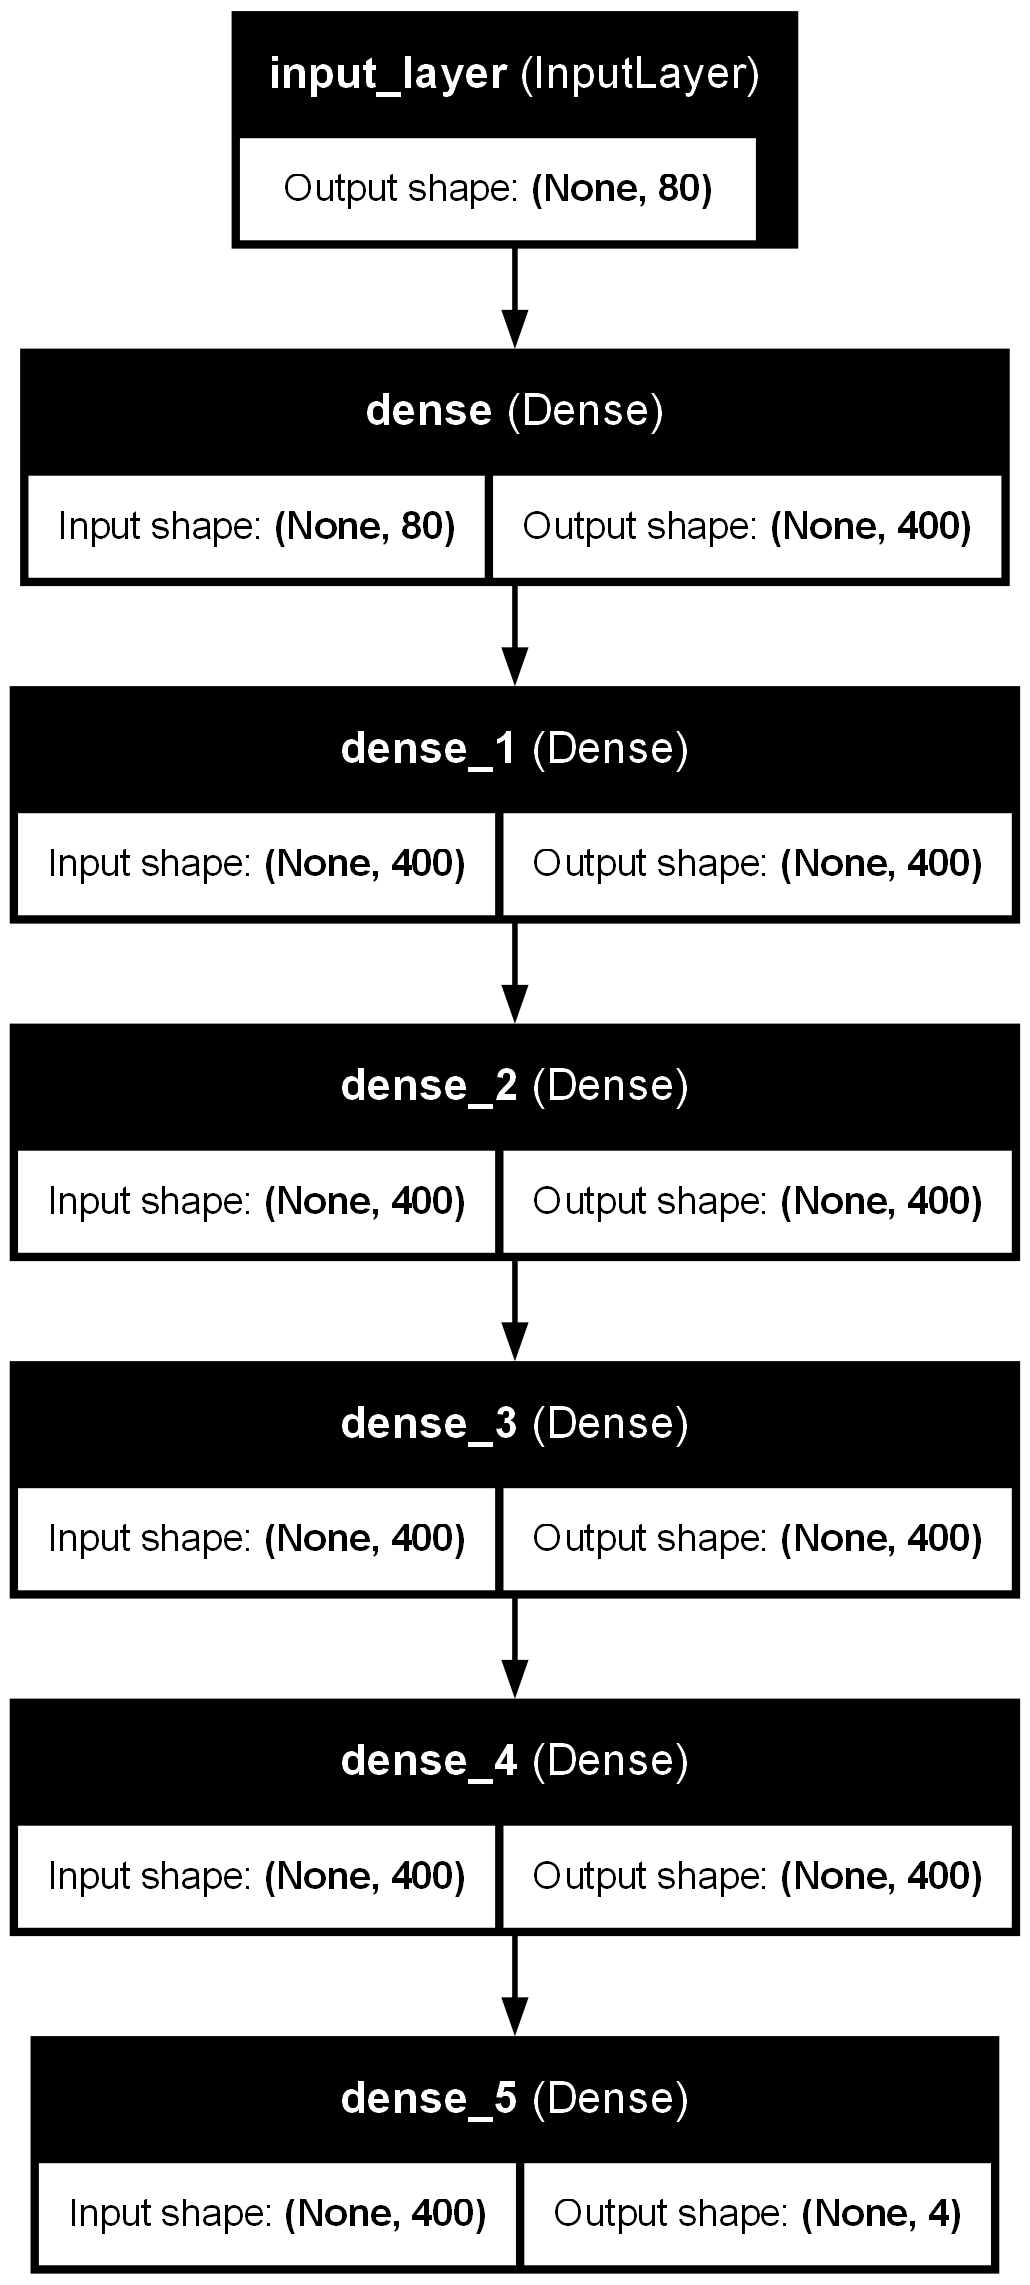 input_layer (InputLayer)
Output shape: (None, 80)
dense (Dense)
Input shape: (None, 80) Output shape: (None, 400)
dense_1 (Dense)
Input shape: (None, 400) Output shape: (None, 400)
dense_2 (Dense)
Input shape: (None, 400) Output shape: (None, 400)
dense_3 (Dense)
Input shape: (None, 400) Output shape: (None, 400)
dense_4 (Dense)
Input shape: (None, 400) Output shape: (None, 400)
dense_5 (Dense)
Input shape: (None, 400) Output shape: (None, 4)